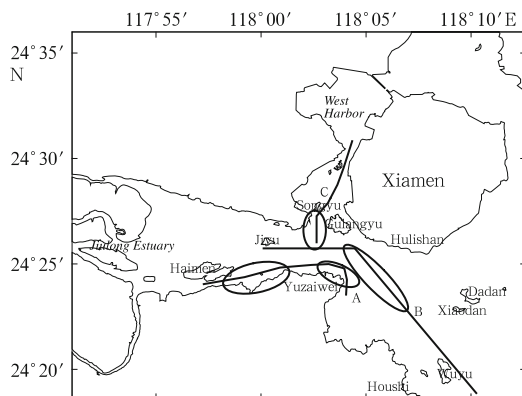 117°55′ 118°00′ 118°05′ 118°10′E
24°35′
N
West
Harbor
24°30′
Xiamen
C
Songyu
Gulangyu
Jiyu
Hulishan
Jiulong Estuary
24°25′
Haimen
Yuzaiwei
A
Dadan
B
Xiaodan
24°20′
Wuyu
Houshi